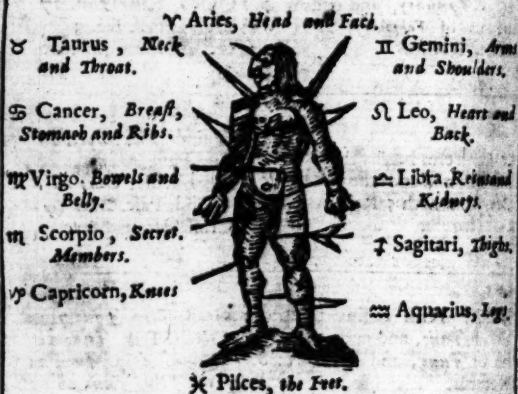 ♈ Aries, Head and Face.
♉ Taurus, Neck
and Throat.
♊ Gemini, Arms
and Shoulders.
♋ Cancer, Breaſt,
Stomach and Ribs.
♌ Leo, Heart and
Back.
♍ Virgo Bowels and
Belly.
♎ Libra, Reins and
Kidneys.
♏ Scorpio, Secret.
Members.
♐ Sagitari, Thighs.
♑ Capricorn, Knees
♒ Aquarius, Legs
♓ Piſces, the Feet.